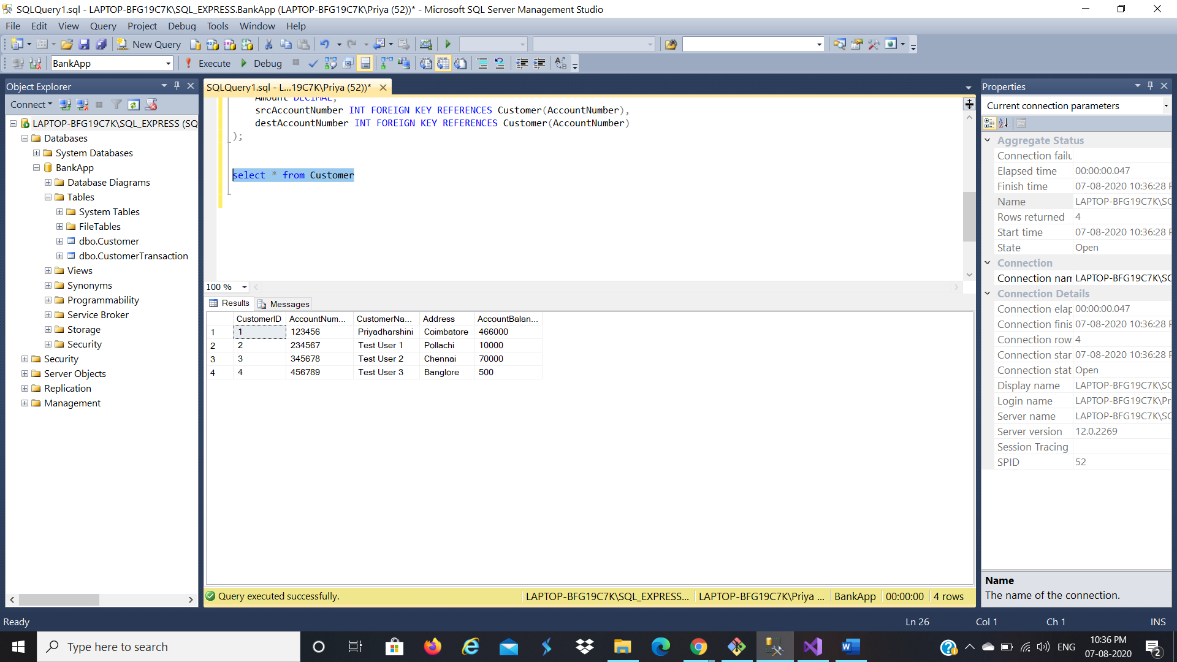 SQLQuery1.sql - LAPTOP-BFG19C7K\SQL_EXPRESS.BankApp (LAPTOP-BFG19C7K\Priya (52))* - Microsoft SQL Server Management Studio
File Edit View Query Project Debug Tools Window Help
New Query
BankApp Execute Debug
Object Explorer
Connect
LAPTOP-BFG19C7K\SQL_EXPRESS (SQ
Databases
System Databases
BankApp
Database Diagrams
Tables
System Tables
FileTables
dbo.Customer
dbo.CustomerTransaction
Views
Synonyms
Programmability
Service Broker
Storage
Security
Security
Server Objects
Replication
Management
SQLQuery1.sql - L...19C7K\Priya (52))*
Amount DECIMAL,
srcAccountNumber INT FOREIGN KEY REFERENCES Customer(AccountNumber),
destAccountNumber INT FOREIGN KEY REFERENCES Customer(AccountNumber)
);
select * from Customer
100 %
Results Messages
CustomerID AccountNum... CustomerNa... Address AccountBalan...
1 1 123456 Priyadharshini Coimbatore 466000
2 2 234567 Test User 1 Pollachi 10000
3 3 345678 Test User 2 Chennai 70000
4 4 456789 Test User 3 Banglore 500
Query executed successfully. LAPTOP-BFG19C7K\SQL_EXPRESS... LAPTOP-BFG19C7K\Priya ... BankApp 00:00:00 4 rows
Properties
Current connection parameters
Aggregate Status
Connection failu
Elapsed time 00:00:00.047
Finish time 07-08-2020 10:36:28 P
Name LAPTOP-BFG19C7K\SQ
Rows returned 4
Start time 07-08-2020 10:36:28 P
State Open
Connection
Connection nam LAPTOP-BFG19C7K\SQ
Connection Details
Connection elap 00:00:00.047
Connection finis 07-08-2020 10:36:28 P
Connection row 4
Connection star 07-08-2020 10:36:28 P
Connection stat Open
Display name LAPTOP-BFG19C7K\SQ
Login name LAPTOP-BFG19C7K\Pr
Server name LAPTOP-BFG19C7K\SQ
Server version 12.0.2269
Session Tracing
SPID 52
Name
The name of the connection.
Ready Ln 26 Col 1 Ch 1 INS
Type here to search
ENG
10:36 PM
07-08-2020
2